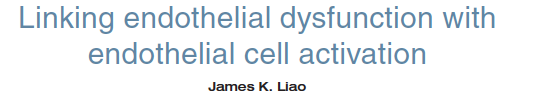 Linking endothelial dysfunction with
endothelial cell activation
James K. Liao